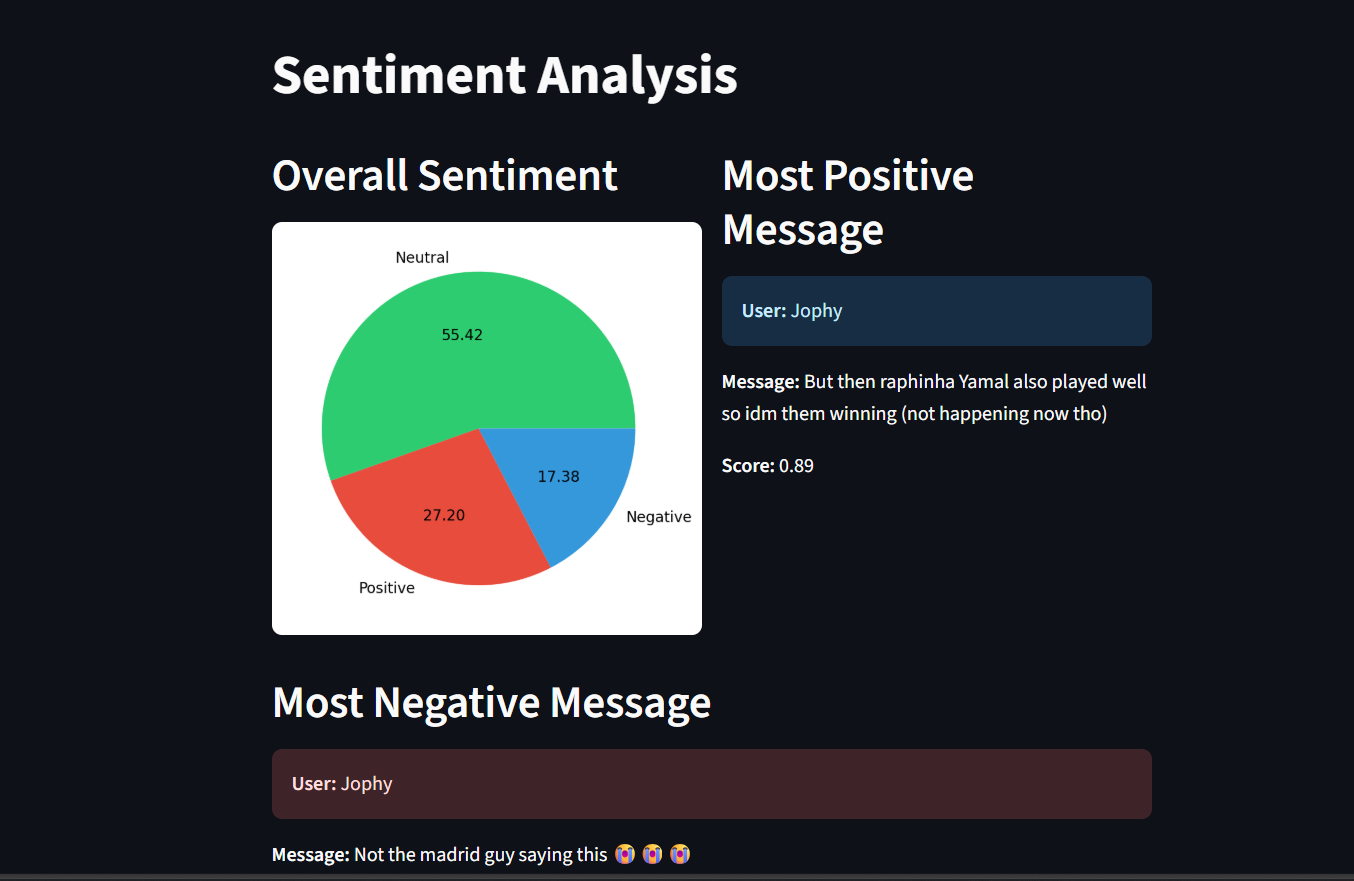 Sentiment Analysis
Overall Sentiment
Neutral
55.42
17.38
27.20
Negative
Positive
Most Positive
Message
User: Jophy
Message: But then raphinha Yamal also played well
so idm them winning (not happening now tho)
Score: 0.89
Most Negative Message
User: Jophy
Message: Not the madrid guy saying this 😭 😭 😭